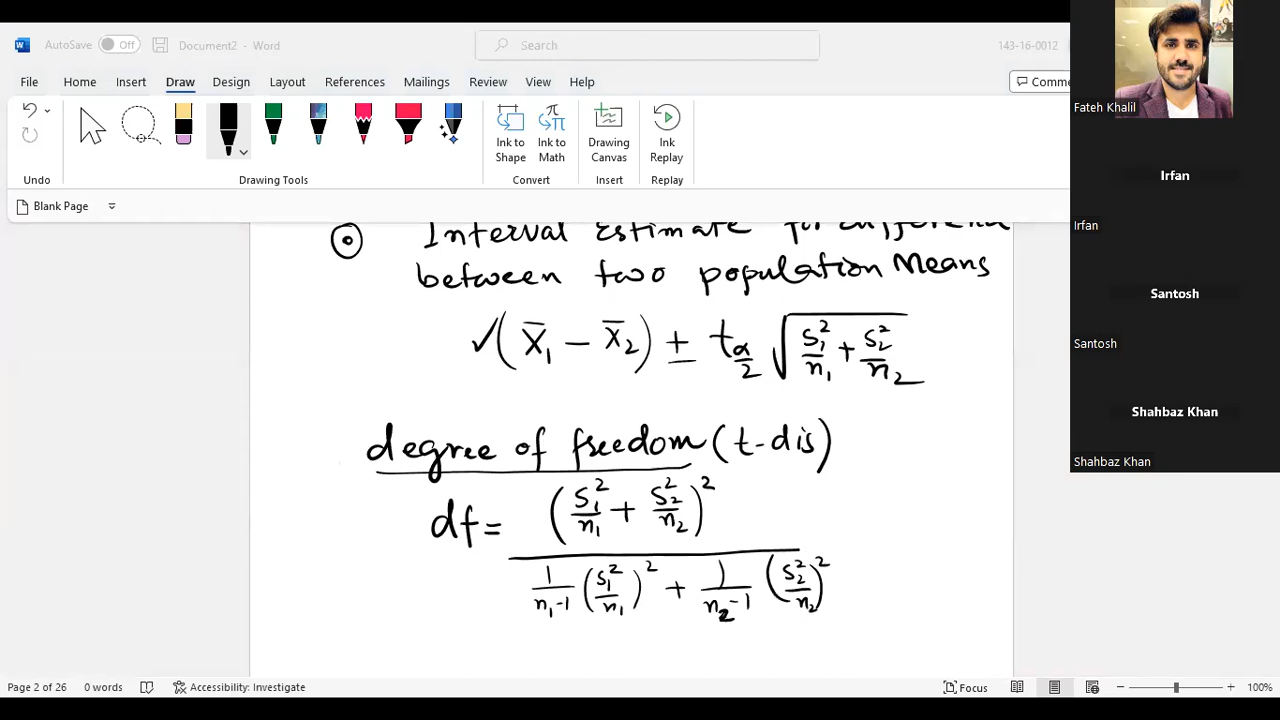 AutoSave Off Document2 - Word Search 143-16-0012
File Home Insert Draw Design Layout References Mailings Review View Help Comme
Undo Drawing Tools Ink to Shape Ink to Math Convert Drawing Canvas Insert Ink Replay Replay
Blank Page
Interval Estimate for differen
between two population Means
✓(X̄₁ − X̄₂) ± t_{α/2} √(S₁²/n₁ + S₂²/n₂)
degree of freedom (t-dis)
df = (S₁²/n₁ + S₂²/n₂)²
1/(n₁-1) (S₁²/n₁)² + 1/(n₂-1) (S₂²/n₂)²
Page 2 of 26 0 words Accessibility: Investigate Focus 100%
Fateh Khalil
Irfan
Irfan
Santosh
Santosh
Shahbaz Khan
Shahbaz Khan